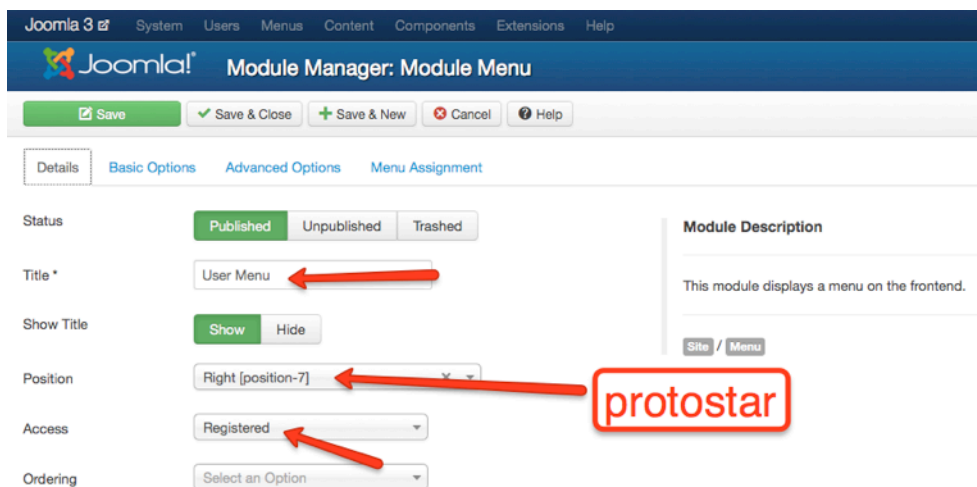 Joomla 3 System Users Menus Content Components Extensions Help
Joomla!® Module Manager: Module Menu
Save Save & Close Save & New Cancel Help
Details Basic Options Advanced Options Menu Assignment
Status Published Unpublished Trashed
Module Description
Title * User Menu
This module displays a menu on the frontend.
Show Title Show Hide
Site / Menu
Position Right [position-7]
protostar
Access Registered
Ordering Select an Option